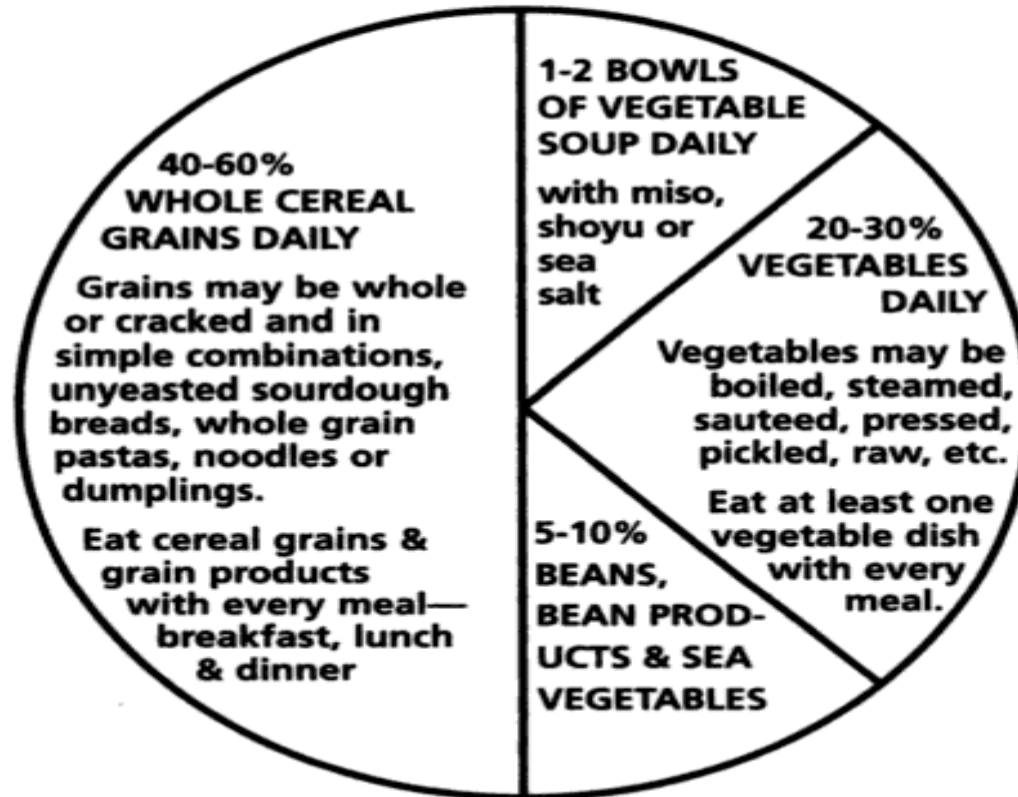 40-60%
WHOLE CEREAL
GRAINS DAILY
Grains may be whole
or cracked and in
simple combinations,
unyeasted sourdough
breads, whole grain
pastas, noodles or
dumplings.
Eat cereal grains &
grain products
with every meal—
breakfast, lunch
& dinner
1-2 BOWLS
OF VEGETABLE
SOUP DAILY
with miso,
shoyu or
sea
salt
20-30%
VEGETABLES
DAILY
Vegetables may be
boiled, steamed,
sauteed, pressed,
pickled, raw, etc.
Eat at least one
vegetable dish
with every
meal.
5-10%
BEANS,
BEAN PROD-
UCTS & SEA
VEGETABLES